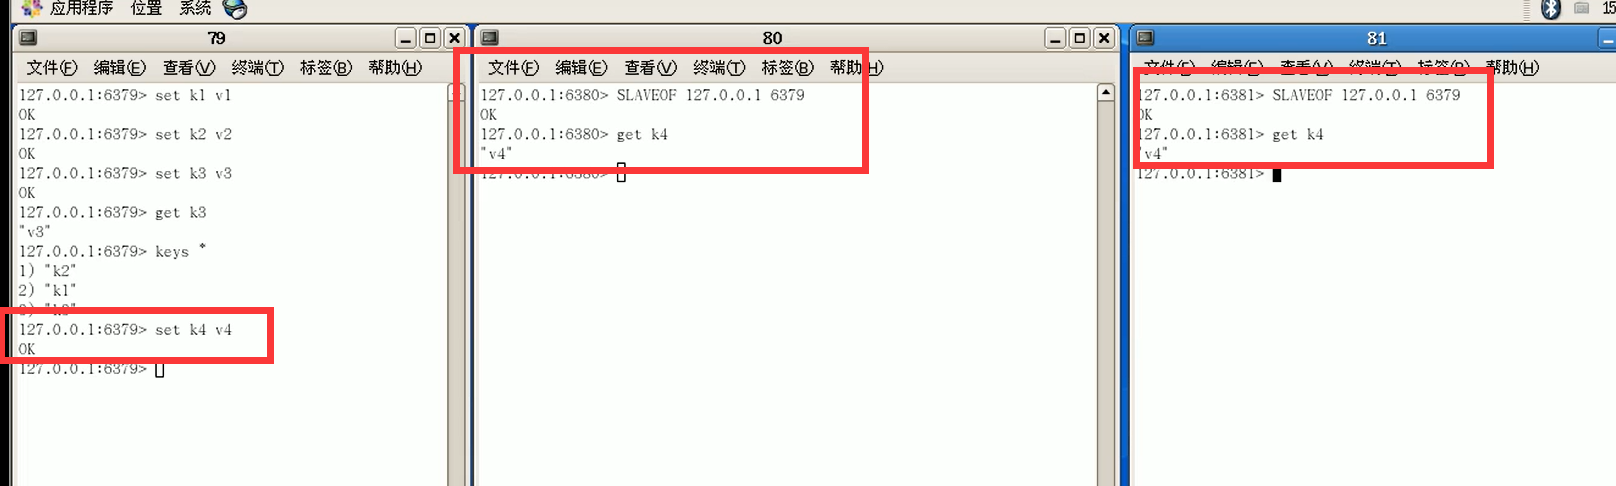 应用程序 位置 系统
15
79
文件(F) 编辑(E) 查看(V) 终端(T) 标签(B) 帮助(H)
127.0.0.1:6379> set k1 v1
OK
127.0.0.1:6379> set k2 v2
OK
127.0.0.1:6379> set k3 v3
OK
127.0.0.1:6379> get k3
"v3"
127.0.0.1:6379> keys *
1) "k2"
2) "k1"
3) "k3"
127.0.0.1:6379> set k4 v4
OK
127.0.0.1:6379>
80
文件(F) 编辑(E) 查看(V) 终端(T) 标签(B) 帮助(H)
127.0.0.1:6380> SLAVEOF 127.0.0.1 6379
OK
127.0.0.1:6380> get k4
"v4"
127.0.0.1:6380>
81
文件(F) 编辑(E) 查看(V) 终端(T) 标签(B) 帮助(H)
127.0.0.1:6381> SLAVEOF 127.0.0.1 6379
OK
127.0.0.1:6381> get k4
"v4"
127.0.0.1:6381>